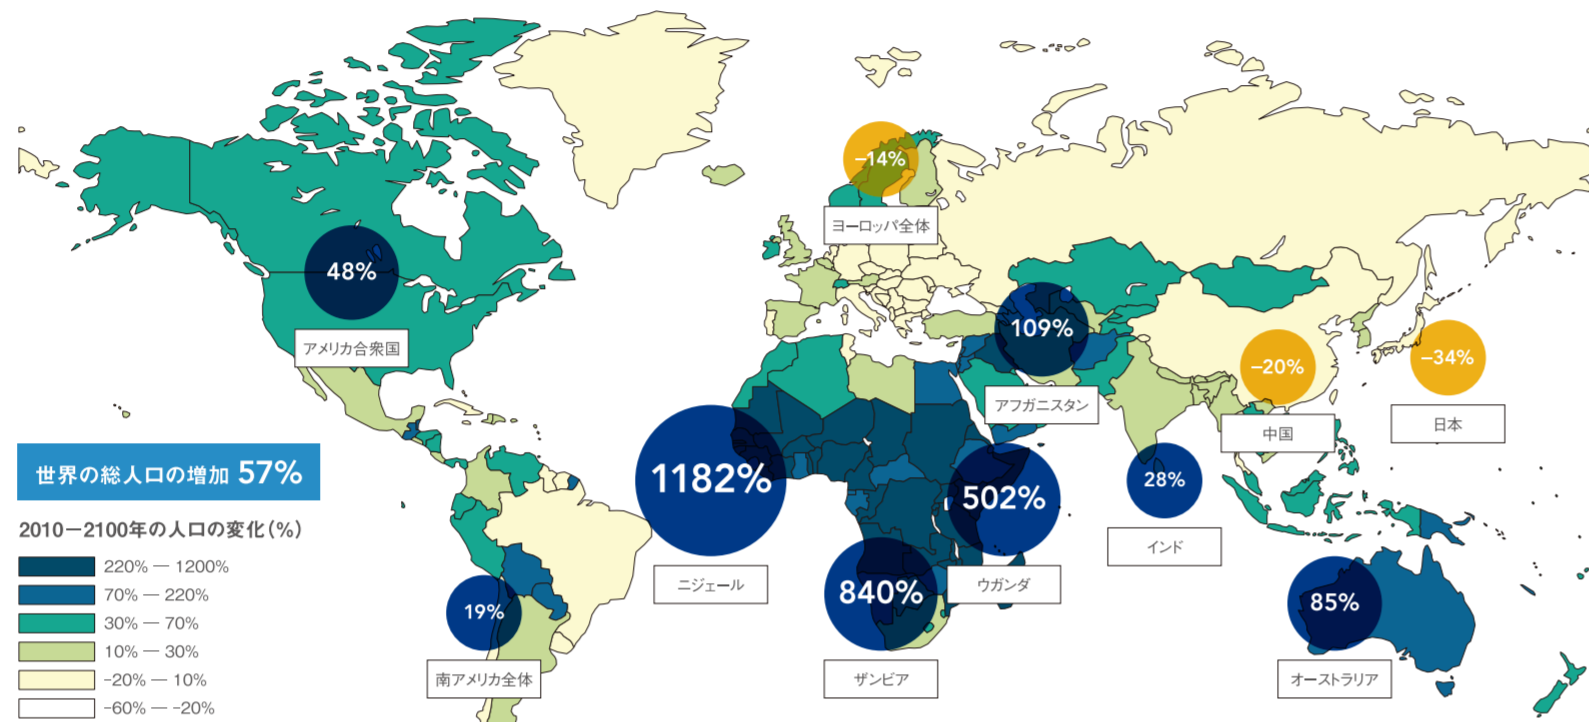 −14%
ヨーロッパ全体
48%
アメリカ合衆国
109%
アフガニスタン
−20%
中国
−34%
日本
世界の総人口の増加 57%
1182%
ニジェール
502%
ウガンダ
28%
インド
2010−2100年の人口の変化(%)
220% — 1200%
70% — 220%
30% — 70%
10% — 30%
-20% — 10%
-60% — -20%
19%
南アメリカ全体
840%
ザンビア
85%
オーストラリア